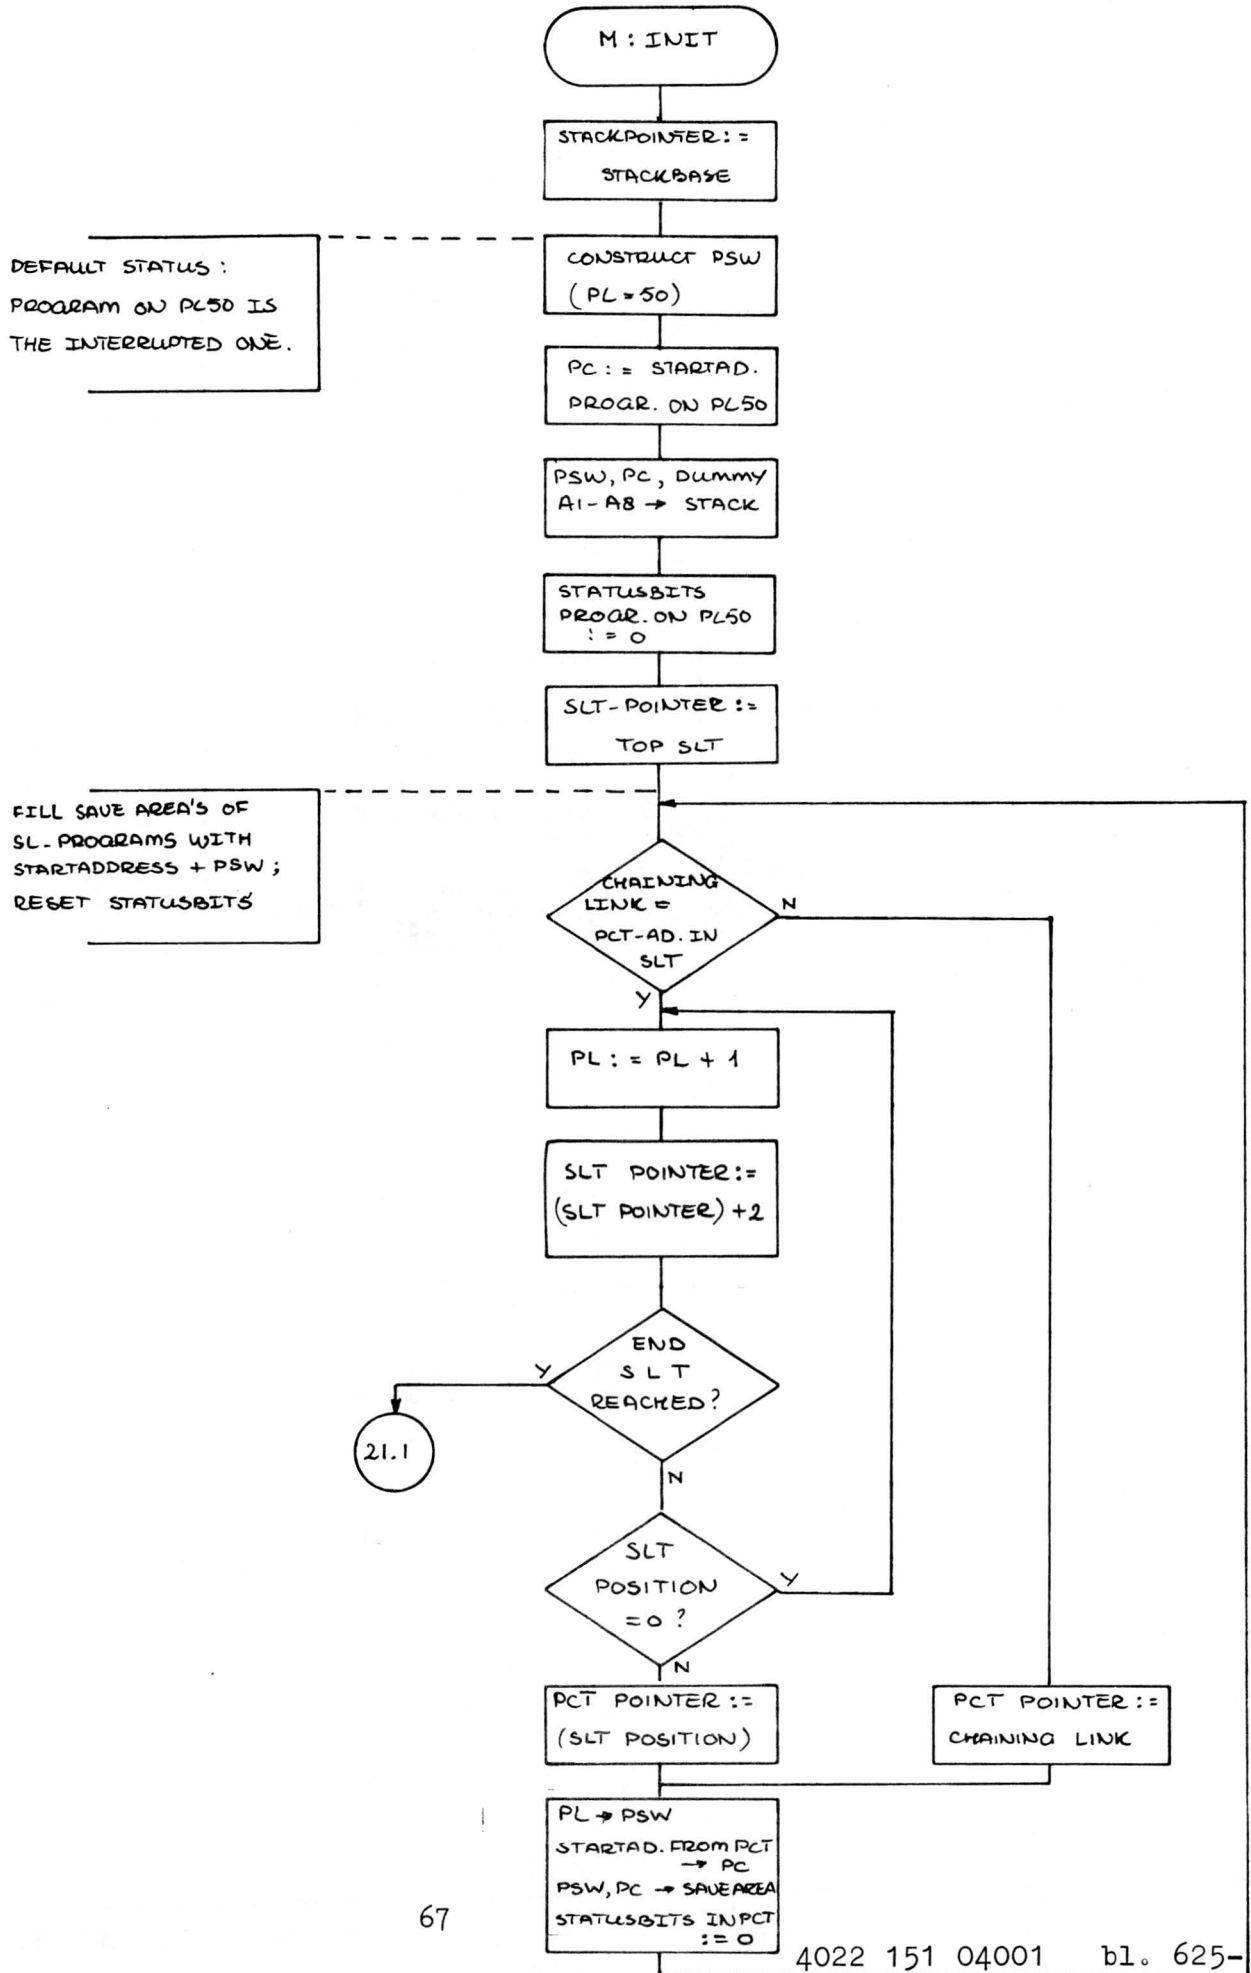 M : INIT
STACKPOINTER : =
STACKBASE
DEFAULT STATUS :
PROGRAM ON PL50 IS
THE INTERRUPTED ONE.
CONSTRUCT PSW
(PL = 50)
PC : = STARTAD.
PROGR. ON PL50
PSW, PC, DUMMY
A1-A8 → STACK
STATUSBITS
PROGR. ON PL50
: = 0
SLT-POINTER : =
TOP SLT
FILL SAVE AREA'S OF
SL-PROGRAMS WITH
STARTADDRESS + PSW ;
RESET STATUSBITS
CHAINING
LINK =
PCT-AD. IN
SLT
N
Y
PL : = PL + 1
SLT POINTER : =
(SLT POINTER) + 2
END
SLT
REACHED?
Y
21.1
N
SLT
POSITION
= 0 ?
Y
N
PCT POINTER : =
(SLT POSITION)
PCT POINTER : =
CHAINING LINK
PL → PSW
STARTAD. FROM PCT
→ PC
PSW, PC → SAVE AREA
STATUSBITS IN PCT
: = 0
67
4022 151 04001 bl. 625-